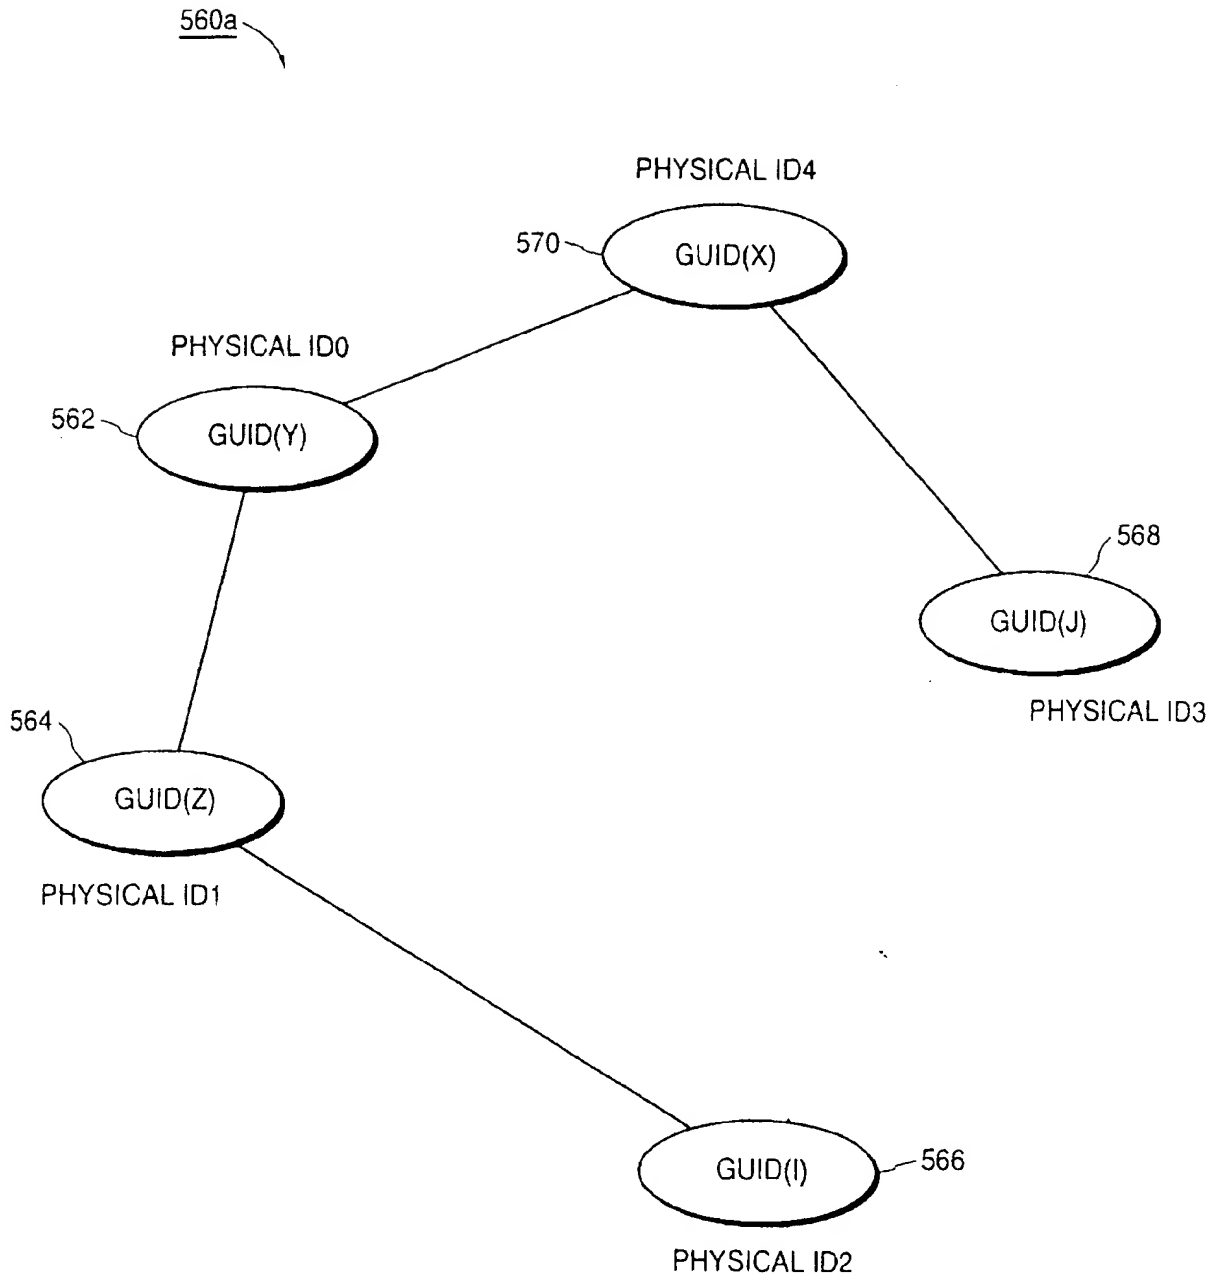 560a
PHYSICAL ID4
570
GUID(X)
PHYSICAL ID0
562
GUID(Y)
568
GUID(J)
PHYSICAL ID3
564
GUID(Z)
PHYSICAL ID1
GUID(I)
566
PHYSICAL ID2